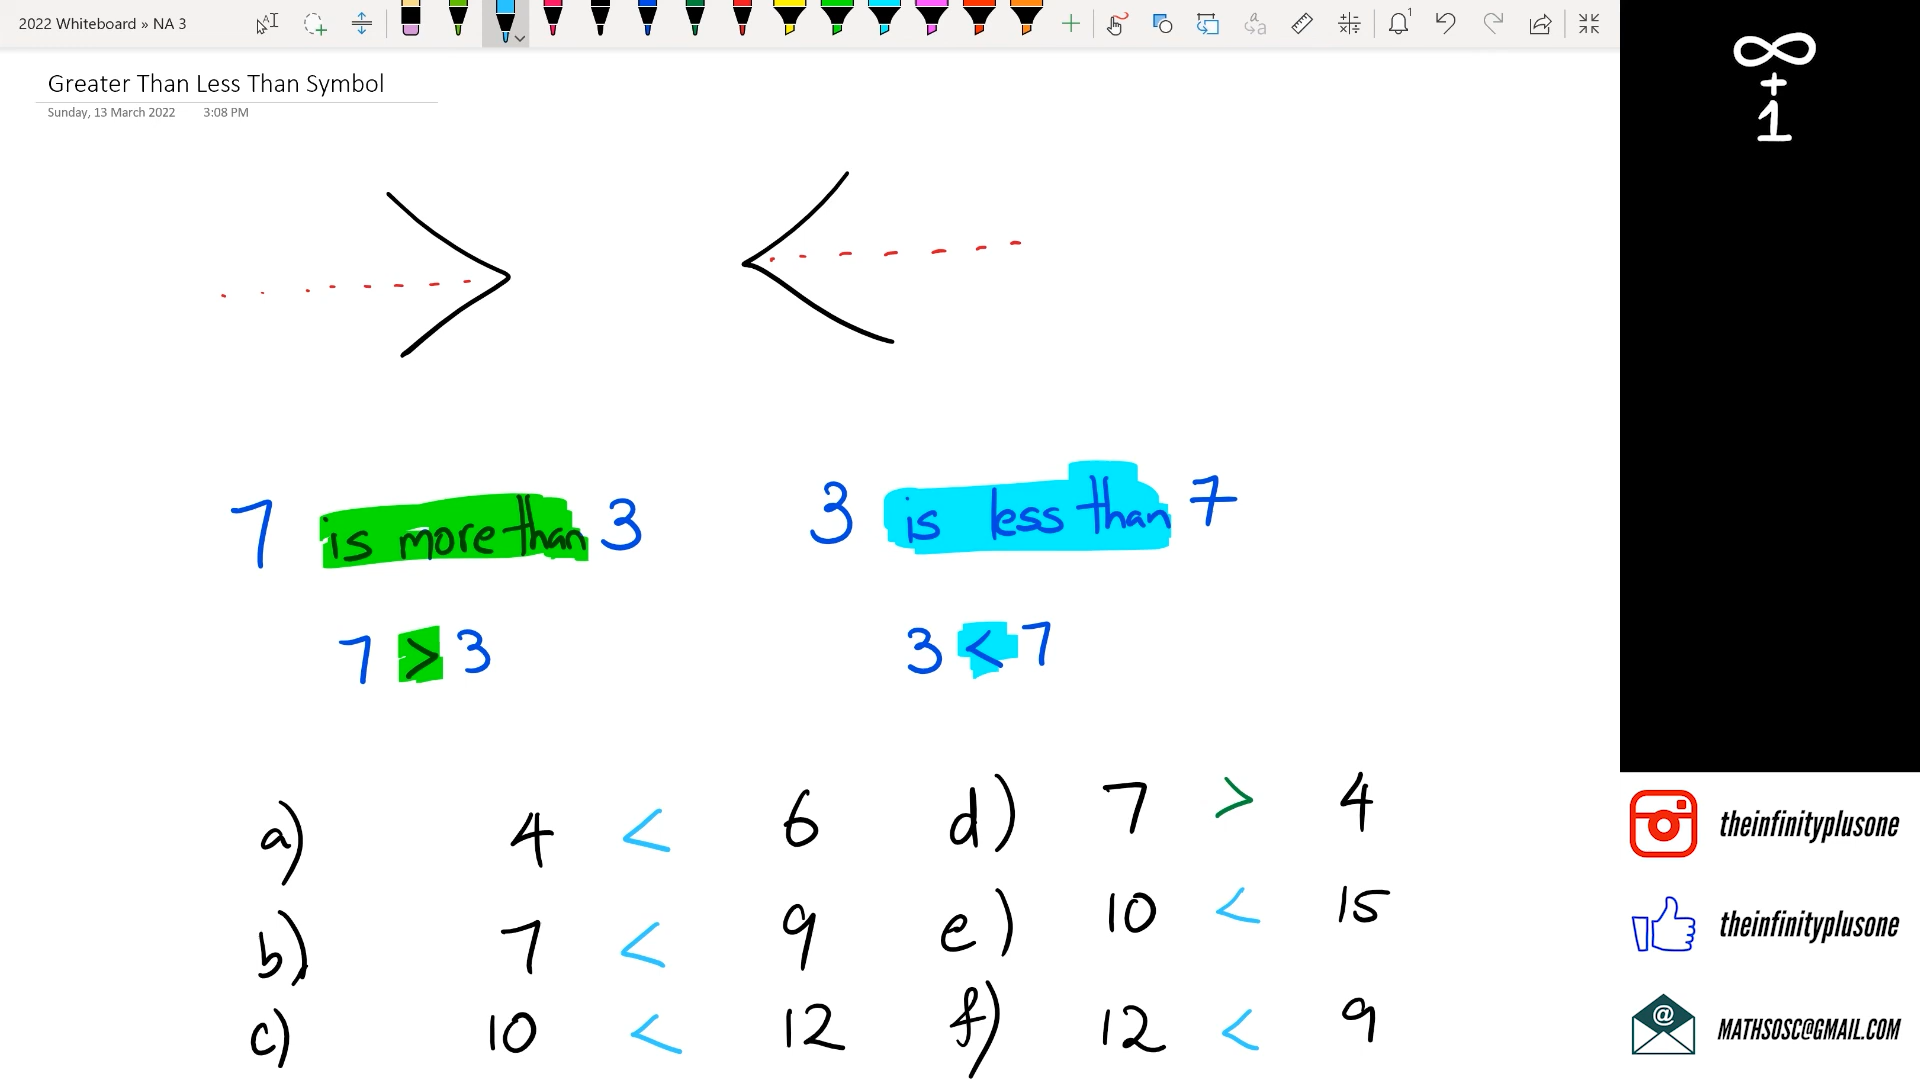 2022 Whiteboard » NA 3
Greater Than Less Than Symbol
Sunday, 13 March 2022 3:08 PM
7 is more than 3
3 is less than 7
7 > 3
3 < 7
a) 4 < 6
b) 7 < 9
c) 10 < 12
d) 7 > 4
e) 10 < 15
f) 12 < 9
∞
+
1
theinfinityplusone
theinfinityplusone
MATHSOSC@GMAIL.COM